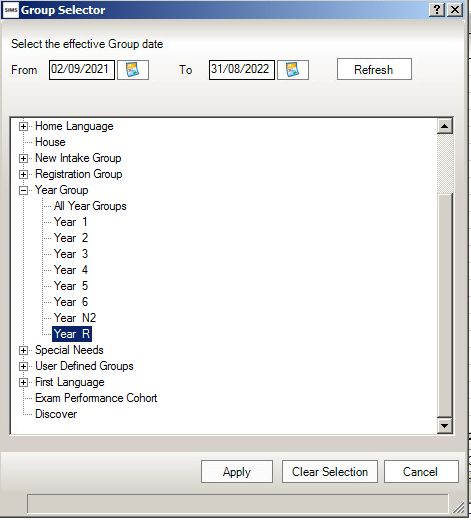 SIMS Group Selector
Select the effective Group date
From 02/09/2021 To 31/08/2022 Refresh
Home Language
House
New Intake Group
Registration Group
Year Group
All Year Groups
Year 1
Year 2
Year 3
Year 4
Year 5
Year 6
Year N2
Year R
Special Needs
User Defined Groups
First Language
Exam Performance Cohort
Discover
Apply Clear Selection Cancel